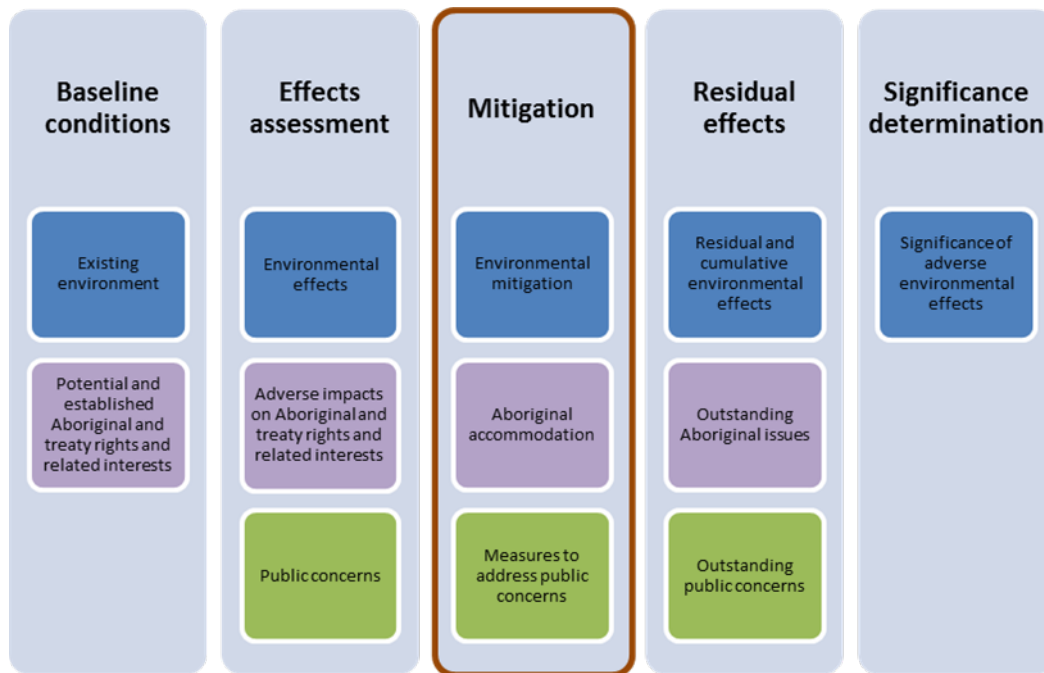 Baseline
conditions
Existing
environment
Potential and
established
Aboriginal and
treaty rights and
related interests
Effects
assessment
Environmental
effects
Adverse impacts
on Aboriginal and
treaty rights and
related interests
Public concerns
Mitigation
Environmental
mitigation
Aboriginal
accommodation
Measures to
address public
concerns
Residual
effects
Residual and
cumulative
environmental
effects
Outstanding
Aboriginal issues
Outstanding
public concerns
Significance
determination
Significance of
adverse
environmental
effects